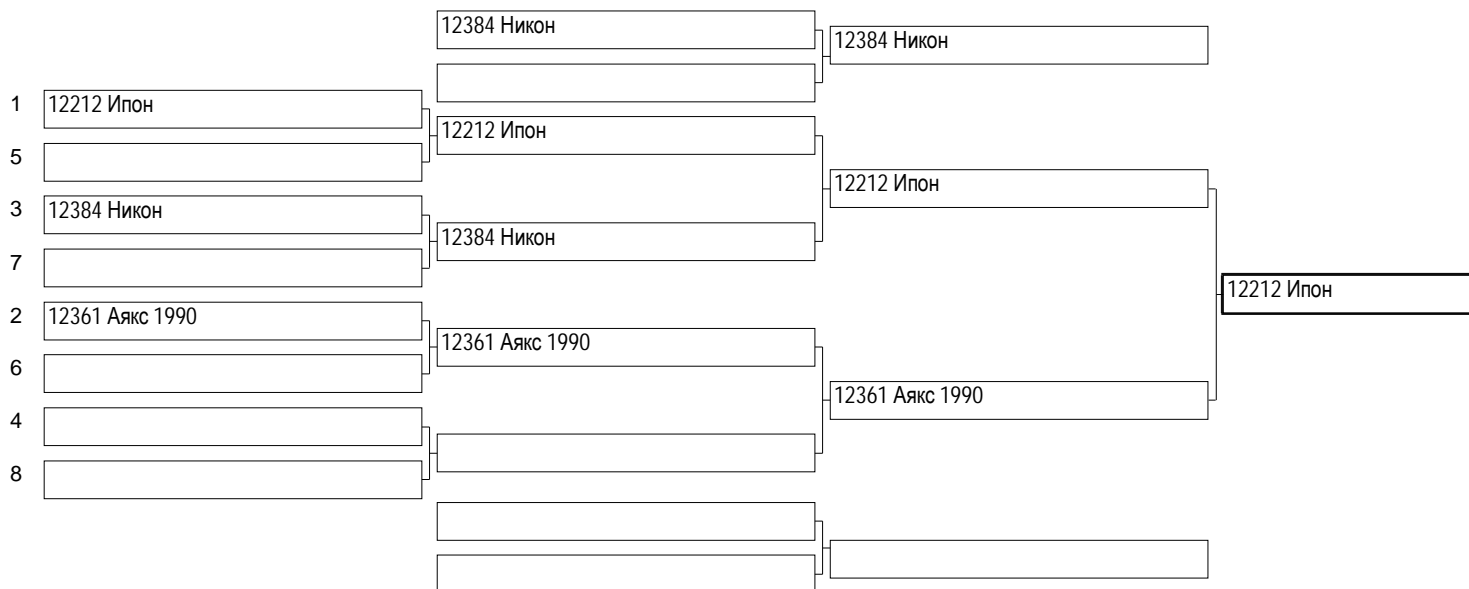 12384 Никон
12384 Никон
1 12212 Ипон
12212 Ипон
5
12212 Ипон
3 12384 Никон
12384 Никон
7
12212 Ипон
2 12361 Аякс 1990
12361 Аякс 1990
6
12361 Аякс 1990
4
8